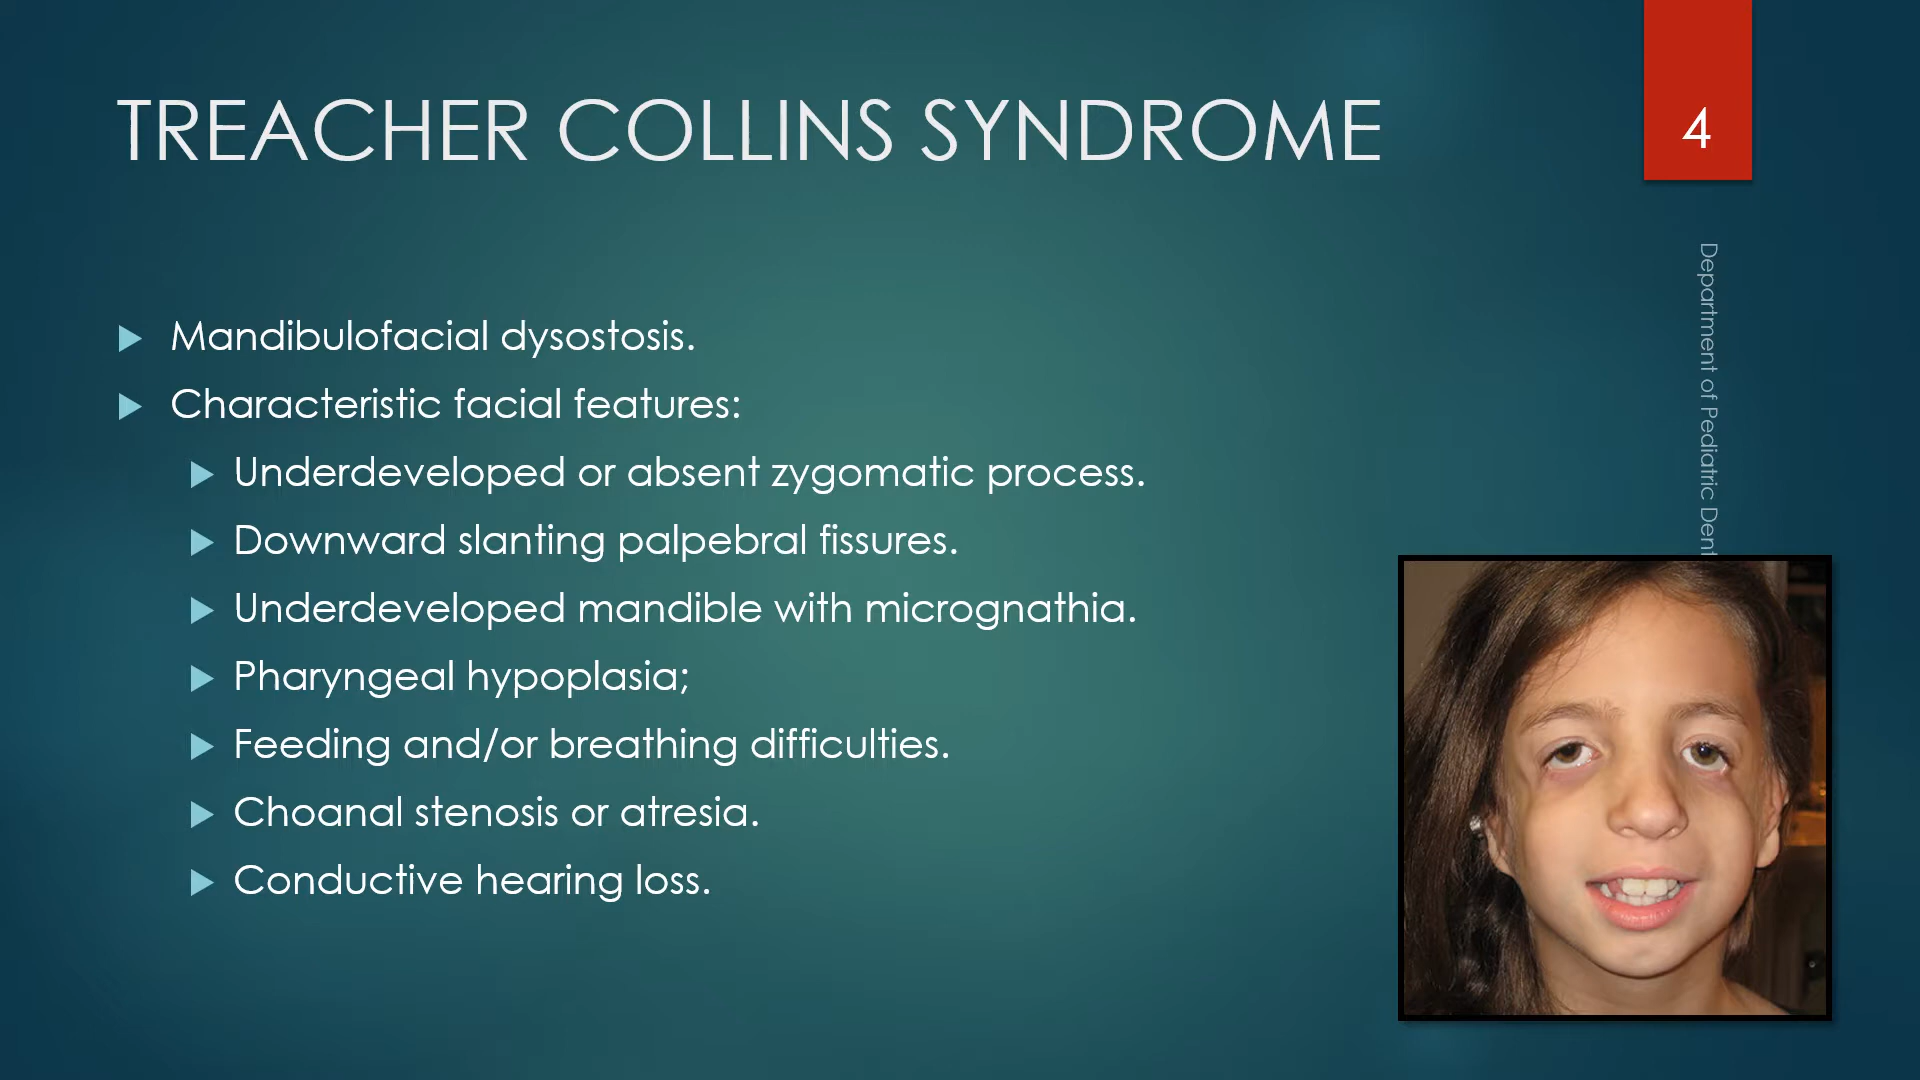 TREACHER COLLINS SYNDROME
4
Mandibulofacial dysostosis.
Characteristic facial features:
Underdeveloped or absent zygomatic process.
Downward slanting palpebral fissures.
Underdeveloped mandible with micrognathia.
Pharyngeal hypoplasia;
Feeding and/or breathing difficulties.
Choanal stenosis or atresia.
Conductive hearing loss.
Department of Pediatric Dent